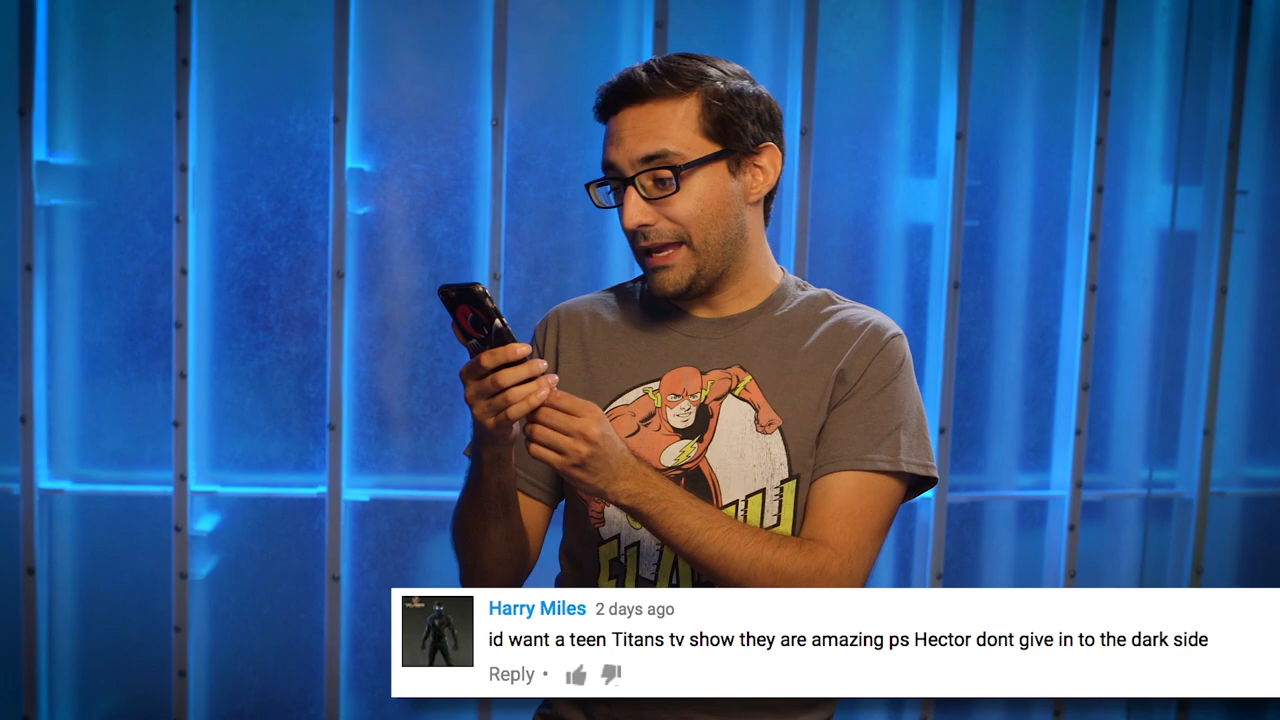 FLASH
Harry Miles 2 days ago
id want a teen Titans tv show they are amazing ps Hector dont give in to the dark side
Reply •